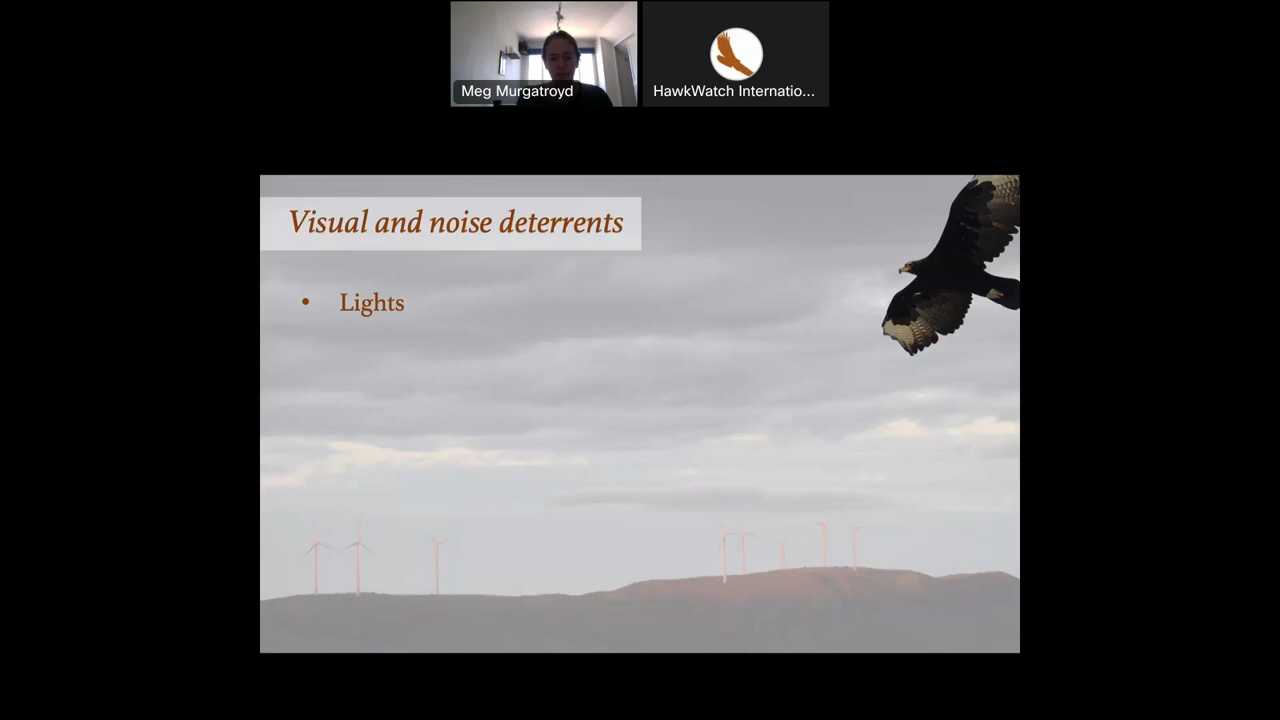 Meg Murgatroyd
HawkWatch Internatio...
Visual and noise deterrents
• Lights